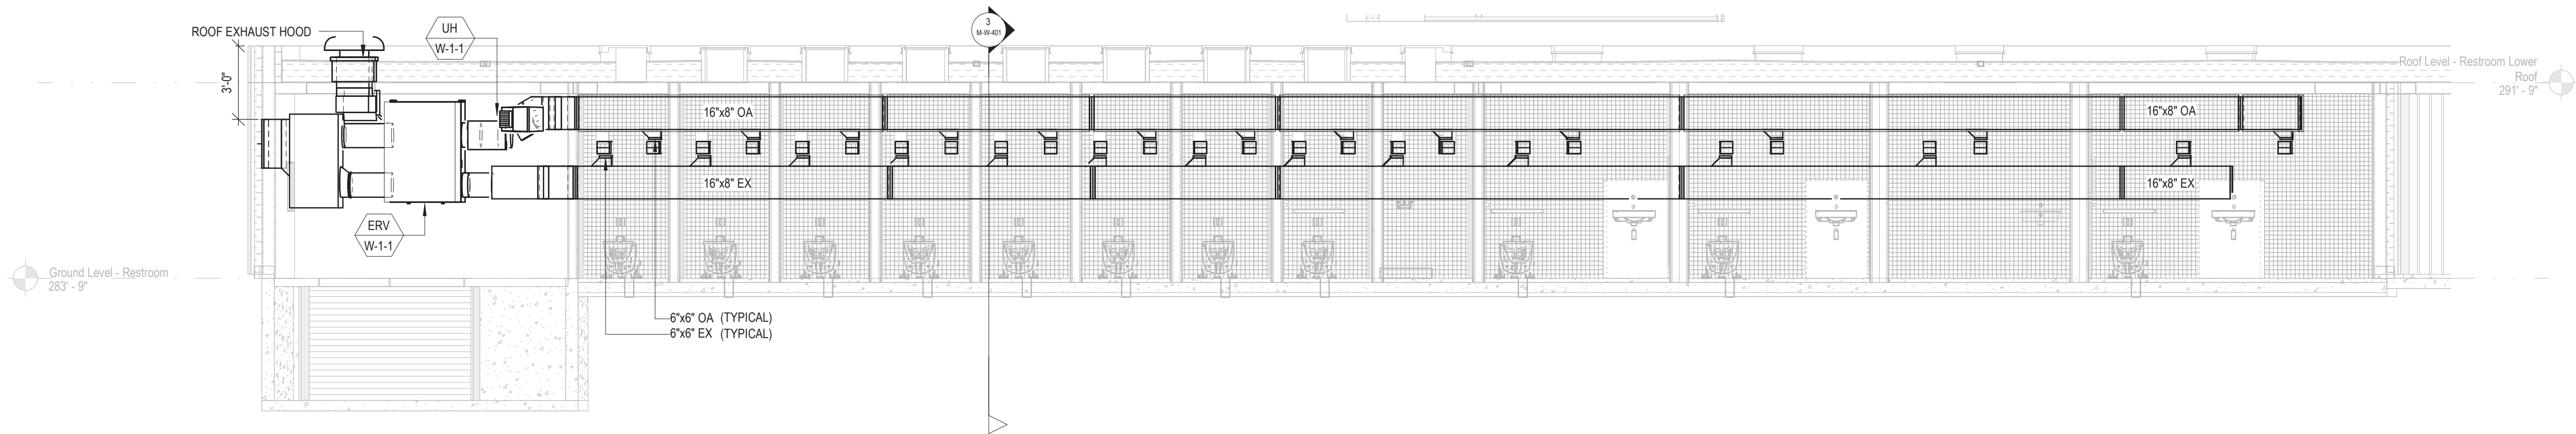 ROOF EXHAUST HOOD
UH
W-1-1
3
M-W-401
3'-0"
Roof Level - Restroom Lower
Roof
291' - 9"
16"x8" OA
16"x8" OA
16"x8" EX
16"x8" EX
ERV
W-1-1
Ground Level - Restroom
283' - 9"
6"x6" OA (TYPICAL)
6"x6" EX (TYPICAL)